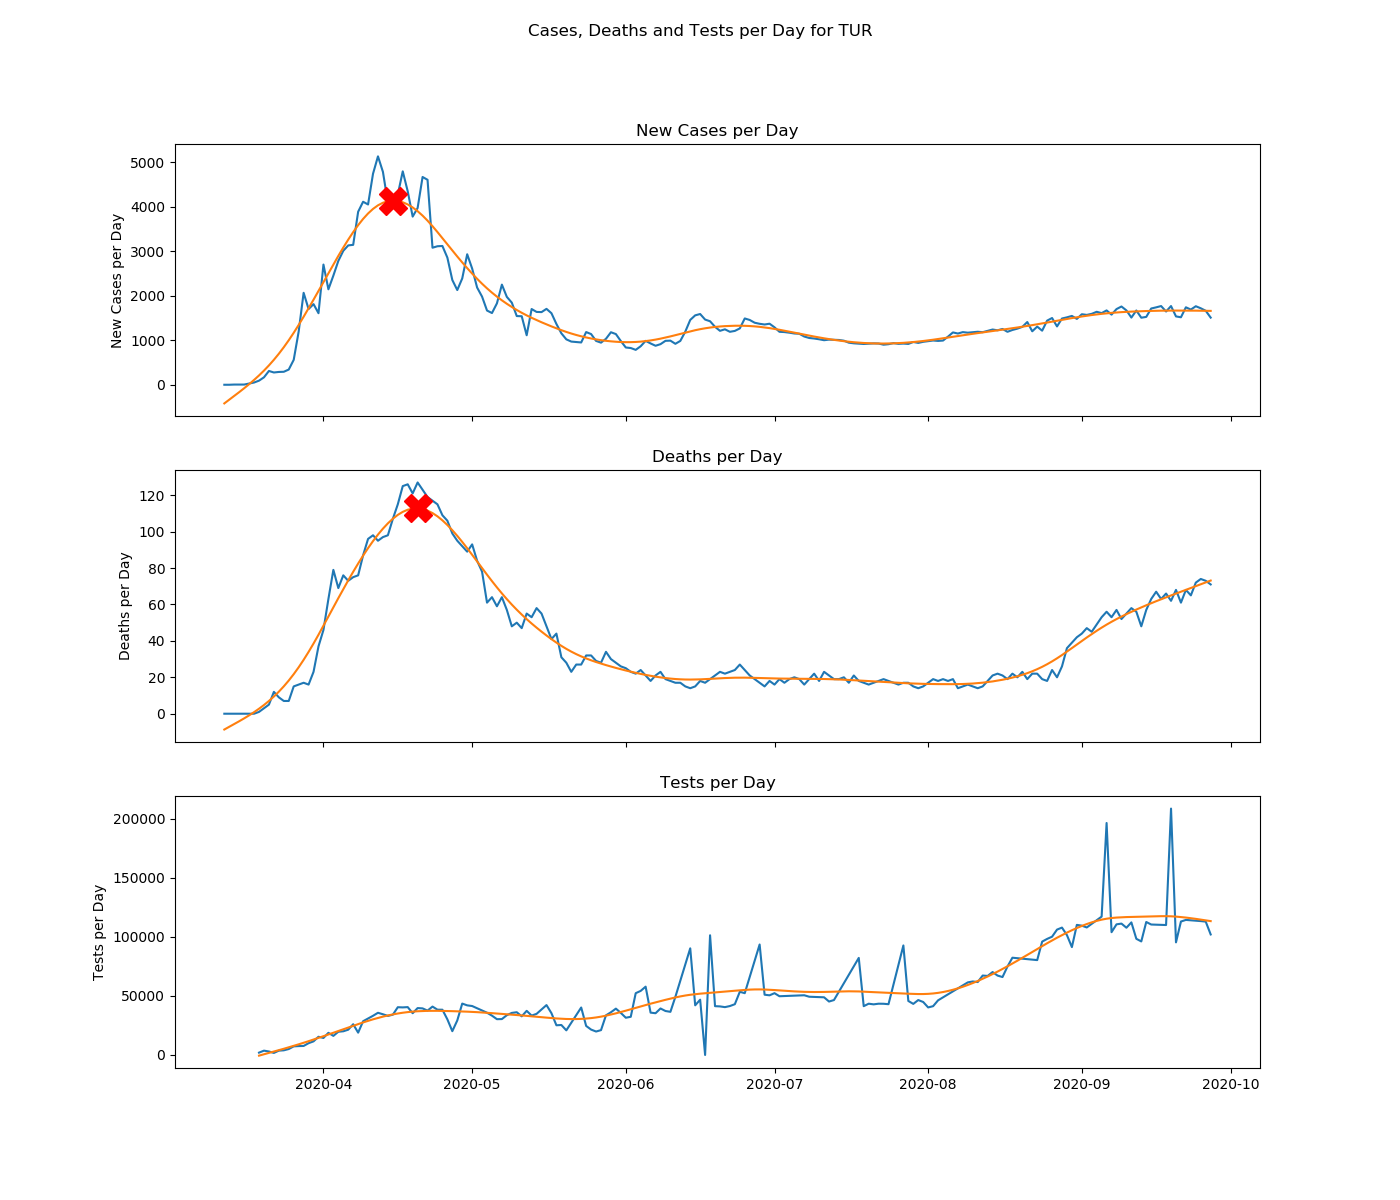 Cases, Deaths and Tests per Day for TUR
New Cases per Day
New Cases per Day
5000
4000
3000
2000
1000
0
Deaths per Day
Deaths per Day
120
100
80
60
40
20
0
Tests per Day
Tests per Day
200000
150000
100000
50000
0
2020-04 2020-05 2020-06 2020-07 2020-08 2020-09 2020-10